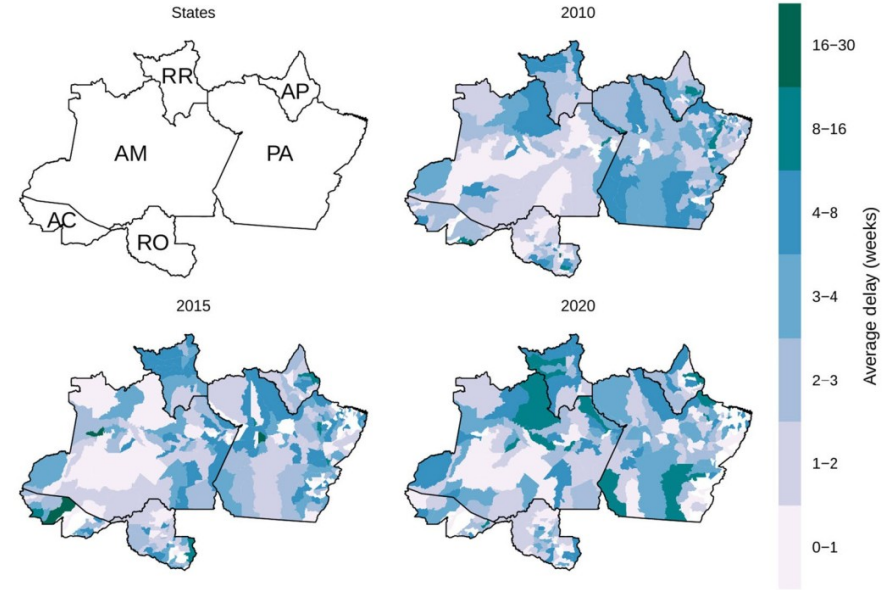 States
2010
RR
AP
AM
PA
AC
RO
2015
2020
16−30
8−16
4−8
3−4
2−3
1−2
0−1
Average delay (weeks)